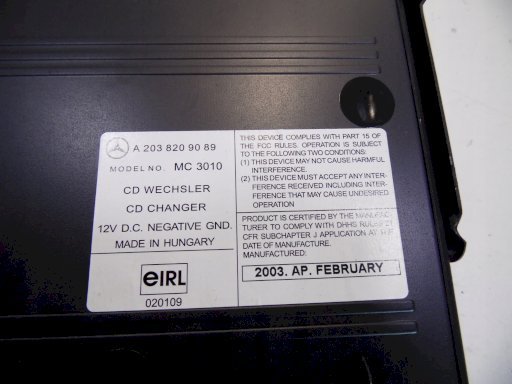 A 203 820 90 89
MODEL NO. MC 3010
CD WECHSLER
CD CHANGER
12V D.C. NEGATIVE GND.
MADE IN HUNGARY
eIRL
020109
THIS DEVICE COMPLIES WITH PART 15 OF
THE FCC RULES. OPERATION IS SUBJECT
TO THE FOLLOWING TWO CONDITIONS:
(1) THIS DEVICE MAY NOT CAUSE HARMFUL
INTERFERENCE.
(2) THIS DEVICE MUST ACCEPT ANY INTER-
FERENCE RECEIVED INCLUDING INTER-
FERENCE THAT MAY CAUSE UNDESIRED
OPERATION
PRODUCT IS CERTIFIED BY THE MANUFAC-
TURER TO COMPLY WITH DHHS RULES 21
CFR SUBCHAPTER J APPLICATION AT THE
DATE OF MANUFACTURE.
MANUFACTURED:
2003. AP. FEBRUARY